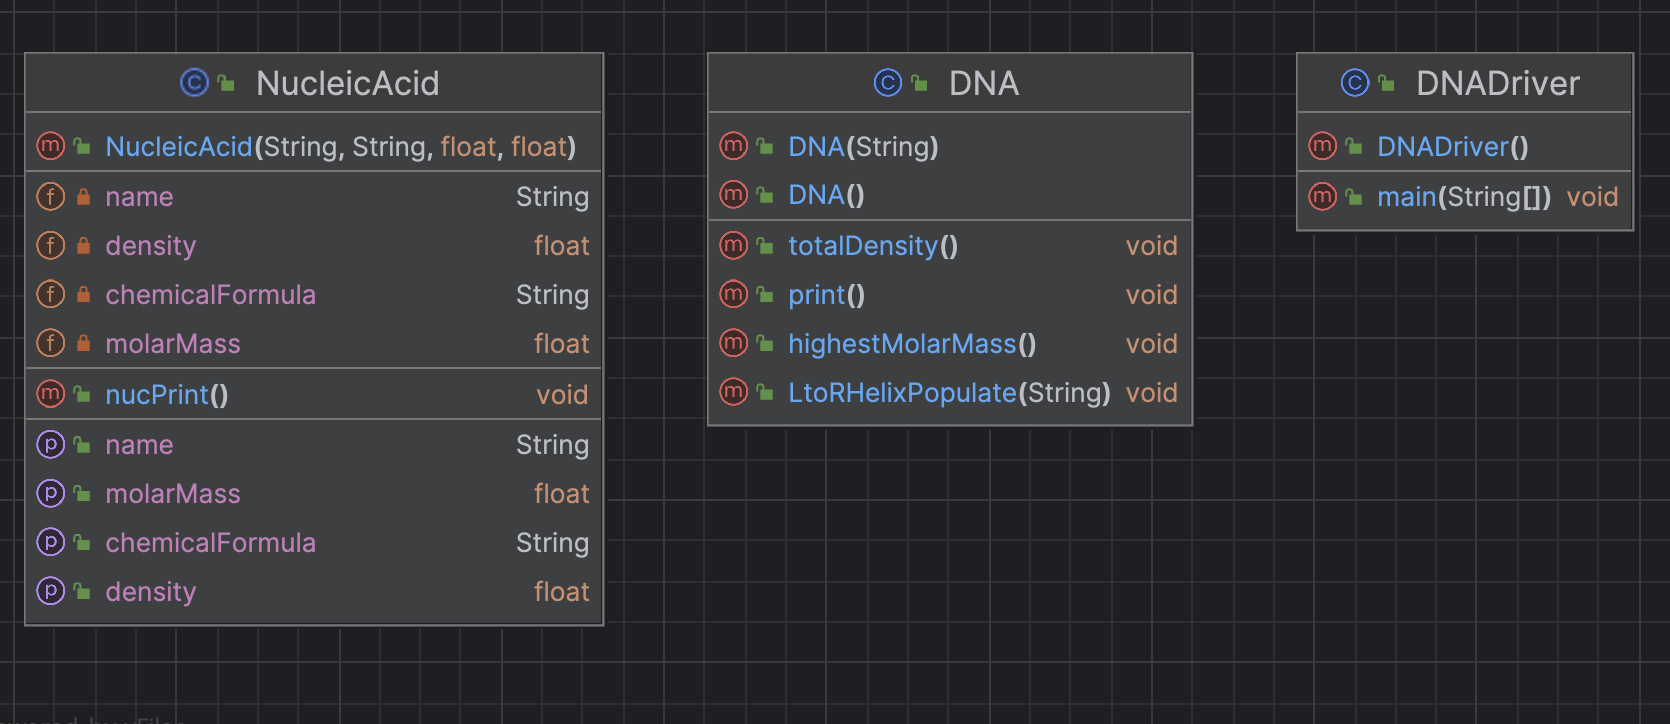 NucleicAcid
NucleicAcid(String, String, float, float)
name String
density float
chemicalFormula String
molarMass float
nucPrint() void
name String
molarMass float
chemicalFormula String
density float
DNA
DNA(String)
DNA()
totalDensity() void
print() void
highestMolarMass() void
LtoRHelixPopulate(String) void
DNADriver
DNADriver()
main(String[]) void